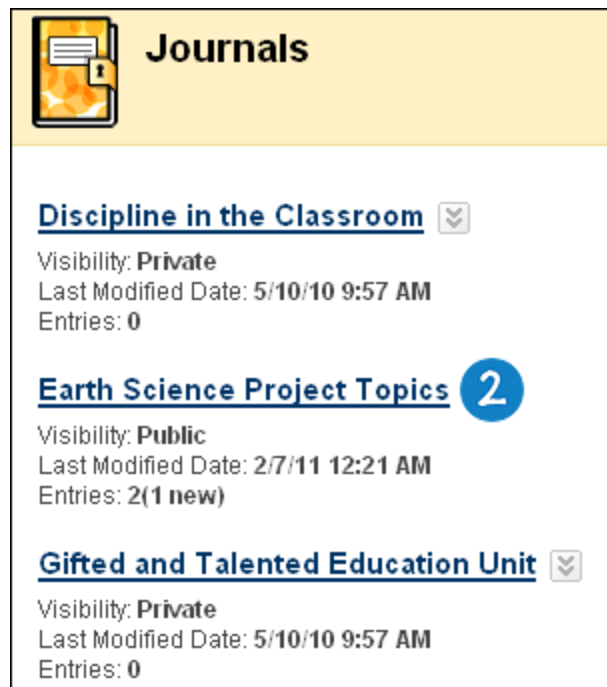 Journals
Discipline in the Classroom
Visibility: Private
Last Modified Date: 5/10/10 9:57 AM
Entries: 0
Earth Science Project Topics 2
Visibility: Public
Last Modified Date: 2/7/11 12:21 AM
Entries: 2(1 new)
Gifted and Talented Education Unit
Visibility: Private
Last Modified Date: 5/10/10 9:57 AM
Entries: 0